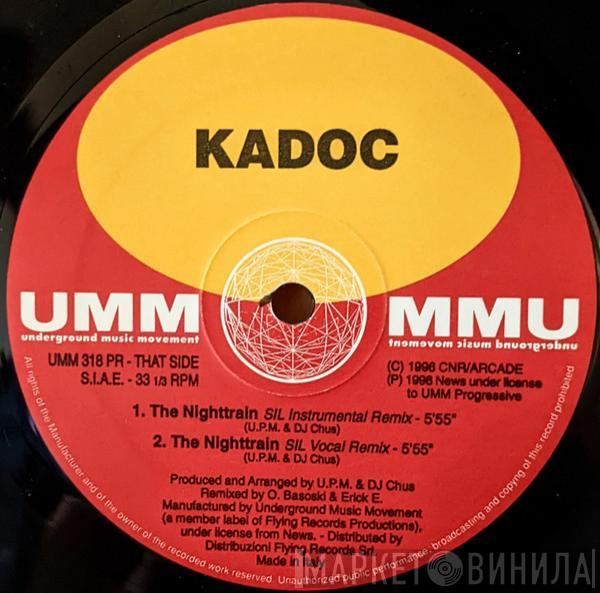 KADOC
UMM
underground music movement
UMM
underground music movement
UMM 318 PR - THAT SIDE
S.I.A.E. - 33 1/3 RPM
(C) 1996 CNR/ARCADE
(P) 1996 News under license
to UMM Progressive
1. The Nighttrain SIL Instrumental Remix - 5'55"
(U.P.M. & DJ Chus)
2. The Nighttrain SIL Vocal Remix - 5'55"
(U.P.M. & DJ Chus)
Produced and Arranged by U.P.M. & DJ Chus
Remixed by O. Basoski & Erick E.
Manufactured by Underground Music Movement
(a member label of Flying Records Productions),
under license from News. - Distributed by
Distribuzioni Flying Records Srl.
Made in Italy
All rights of the Manufacturer and of the owner of the recorded work reserved. Unauthorized public performance, broadcasting and copying of this record prohibited
МАРКЕТ ВИНИЛА